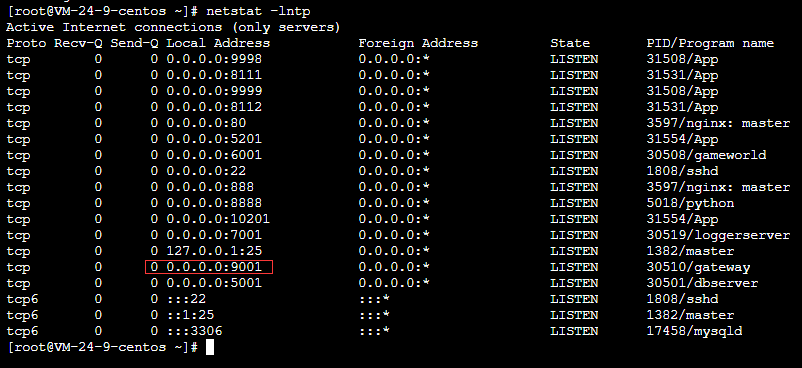 [root@VM-24-9-centos ~]# netstat -lntp
Active Internet connections (only servers)
Proto Recv-Q Send-Q Local Address           Foreign Address         State       PID/Program name
tcp        0      0 0.0.0.0:9998            0.0.0.0:*               LISTEN      31508/App
tcp        0      0 0.0.0.0:8111            0.0.0.0:*               LISTEN      31531/App
tcp        0      0 0.0.0.0:9999            0.0.0.0:*               LISTEN      31508/App
tcp        0      0 0.0.0.0:8112            0.0.0.0:*               LISTEN      31531/App
tcp        0      0 0.0.0.0:80              0.0.0.0:*               LISTEN      3597/nginx: master
tcp        0      0 0.0.0.0:5201            0.0.0.0:*               LISTEN      31554/App
tcp        0      0 0.0.0.0:6001            0.0.0.0:*               LISTEN      30508/gameworld
tcp        0      0 0.0.0.0:22              0.0.0.0:*               LISTEN      1808/sshd
tcp        0      0 0.0.0.0:888             0.0.0.0:*               LISTEN      3597/nginx: master
tcp        0      0 0.0.0.0:8888            0.0.0.0:*               LISTEN      5018/python
tcp        0      0 0.0.0.0:10201           0.0.0.0:*               LISTEN      31554/App
tcp        0      0 0.0.0.0:7001            0.0.0.0:*               LISTEN      30519/loggerserver
tcp        0      0 127.0.0.1:25            0.0.0.0:*               LISTEN      1382/master
tcp        0      0 0.0.0.0:9001            0.0.0.0:*               LISTEN      30510/gateway
tcp        0      0 0.0.0.0:5001            0.0.0.0:*               LISTEN      30501/dbserver
tcp6       0      0 :::22                   :::*                    LISTEN      1808/sshd
tcp6       0      0 ::1:25                  :::*                    LISTEN      1382/master
tcp6       0      0 :::3306                 :::*                    LISTEN      17458/mysqld
[root@VM-24-9-centos ~]#